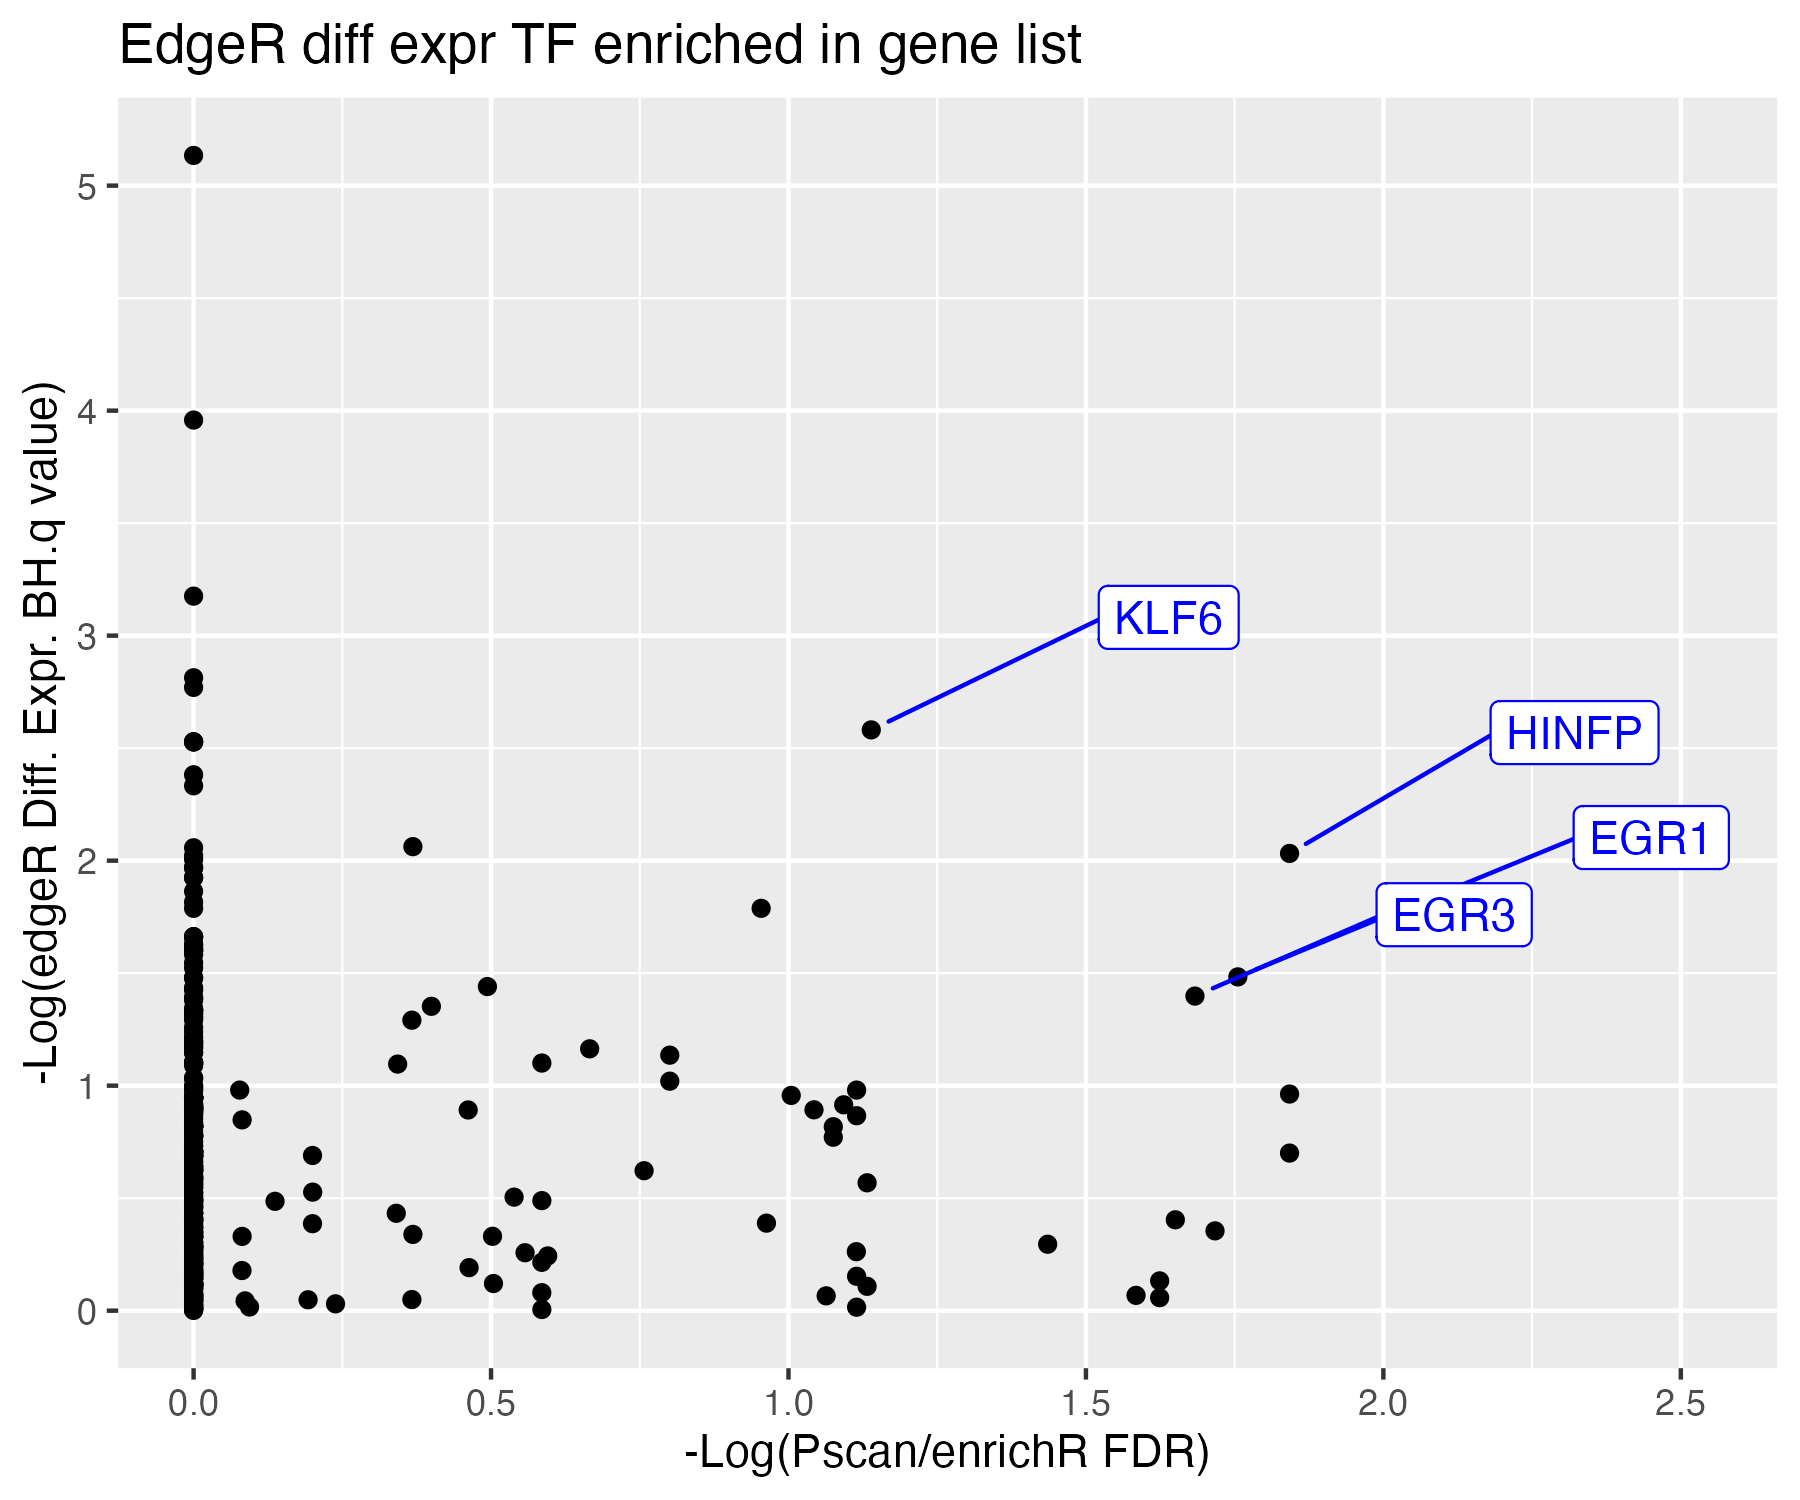 EdgeR diff expr TF enriched in gene list
-Log(edgeR Diff. Expr. BH.q value)
5
4
3
2
1
0
KLF6
HINFP
EGR1
EGR3
0.0 0.5 1.0 1.5 2.0 2.5
-Log(Pscan/enrichR FDR)